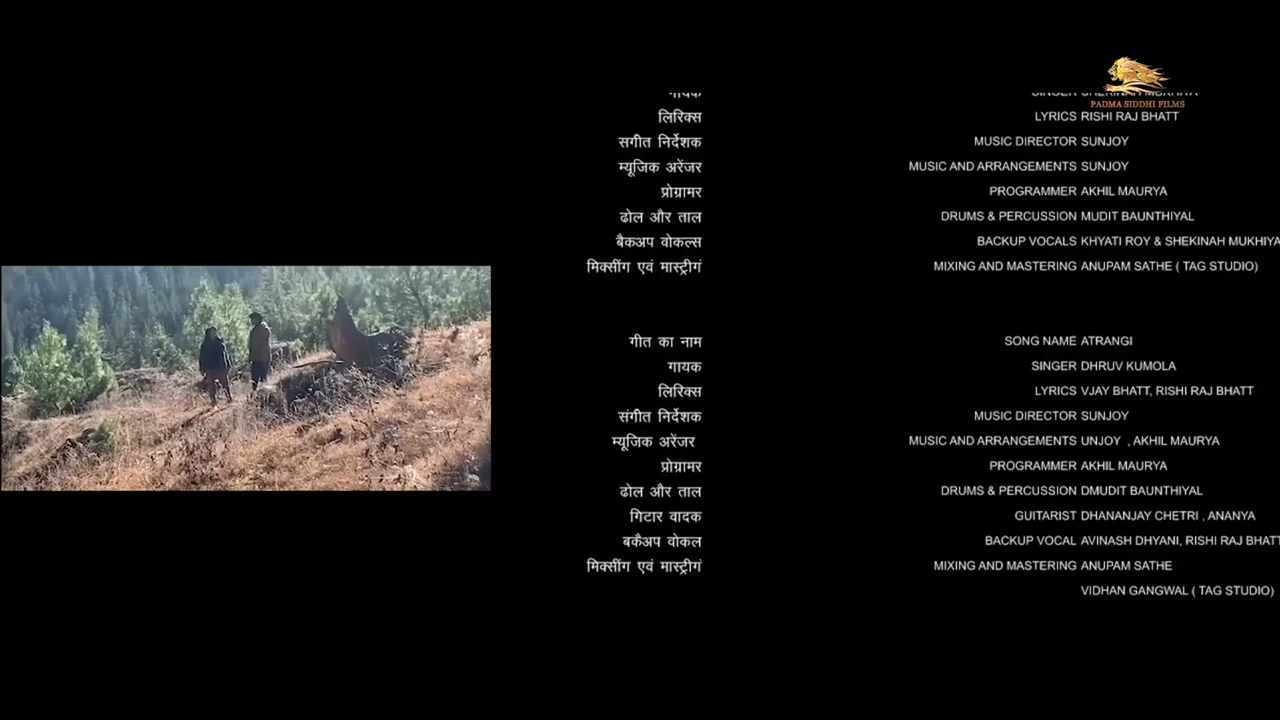 गायक SINGER SHEKINAH MUKHIYA
PADMA SIDDHI FILMS
लिरिक्स LYRICS RISHI RAJ BHATT
सगीत निर्देशक MUSIC DIRECTOR SUNJOY
म्यूजिक अरेंजर MUSIC AND ARRANGEMENTS SUNJOY
प्रोग्रामर PROGRAMMER AKHIL MAURYA
ढोल और ताल DRUMS & PERCUSSION MUDIT BAUNTHIYAL
बैकअप वोकल्स BACKUP VOCALS KHYATI ROY & SHEKINAH MUKHIYA
मिक्सींग एवं मास्ट्रीगं MIXING AND MASTERING ANUPAM SATHE ( TAG STUDIO)
गीत का नाम SONG NAME ATRANGI
गायक SINGER DHRUV KUMOLA
लिरिक्स LYRICS VJAY BHATT, RISHI RAJ BHATT
संगीत निर्देशक MUSIC DIRECTOR SUNJOY
म्यूजिक अरेंजर MUSIC AND ARRANGEMENTS UNJOY , AKHIL MAURYA
प्रोग्रामर PROGRAMMER AKHIL MAURYA
ढोल और ताल DRUMS & PERCUSSION DMUDIT BAUNTHIYAL
गिटार वादक GUITARIST DHANANJAY CHETRI , ANANYA
बकैअप वोकल BACKUP VOCAL AVINASH DHYANI, RISHI RAJ BHATT
मिक्सींग एवं मास्ट्रीगं MIXING AND MASTERING ANUPAM SATHE
VIDHAN GANGWAL ( TAG STUDIO)